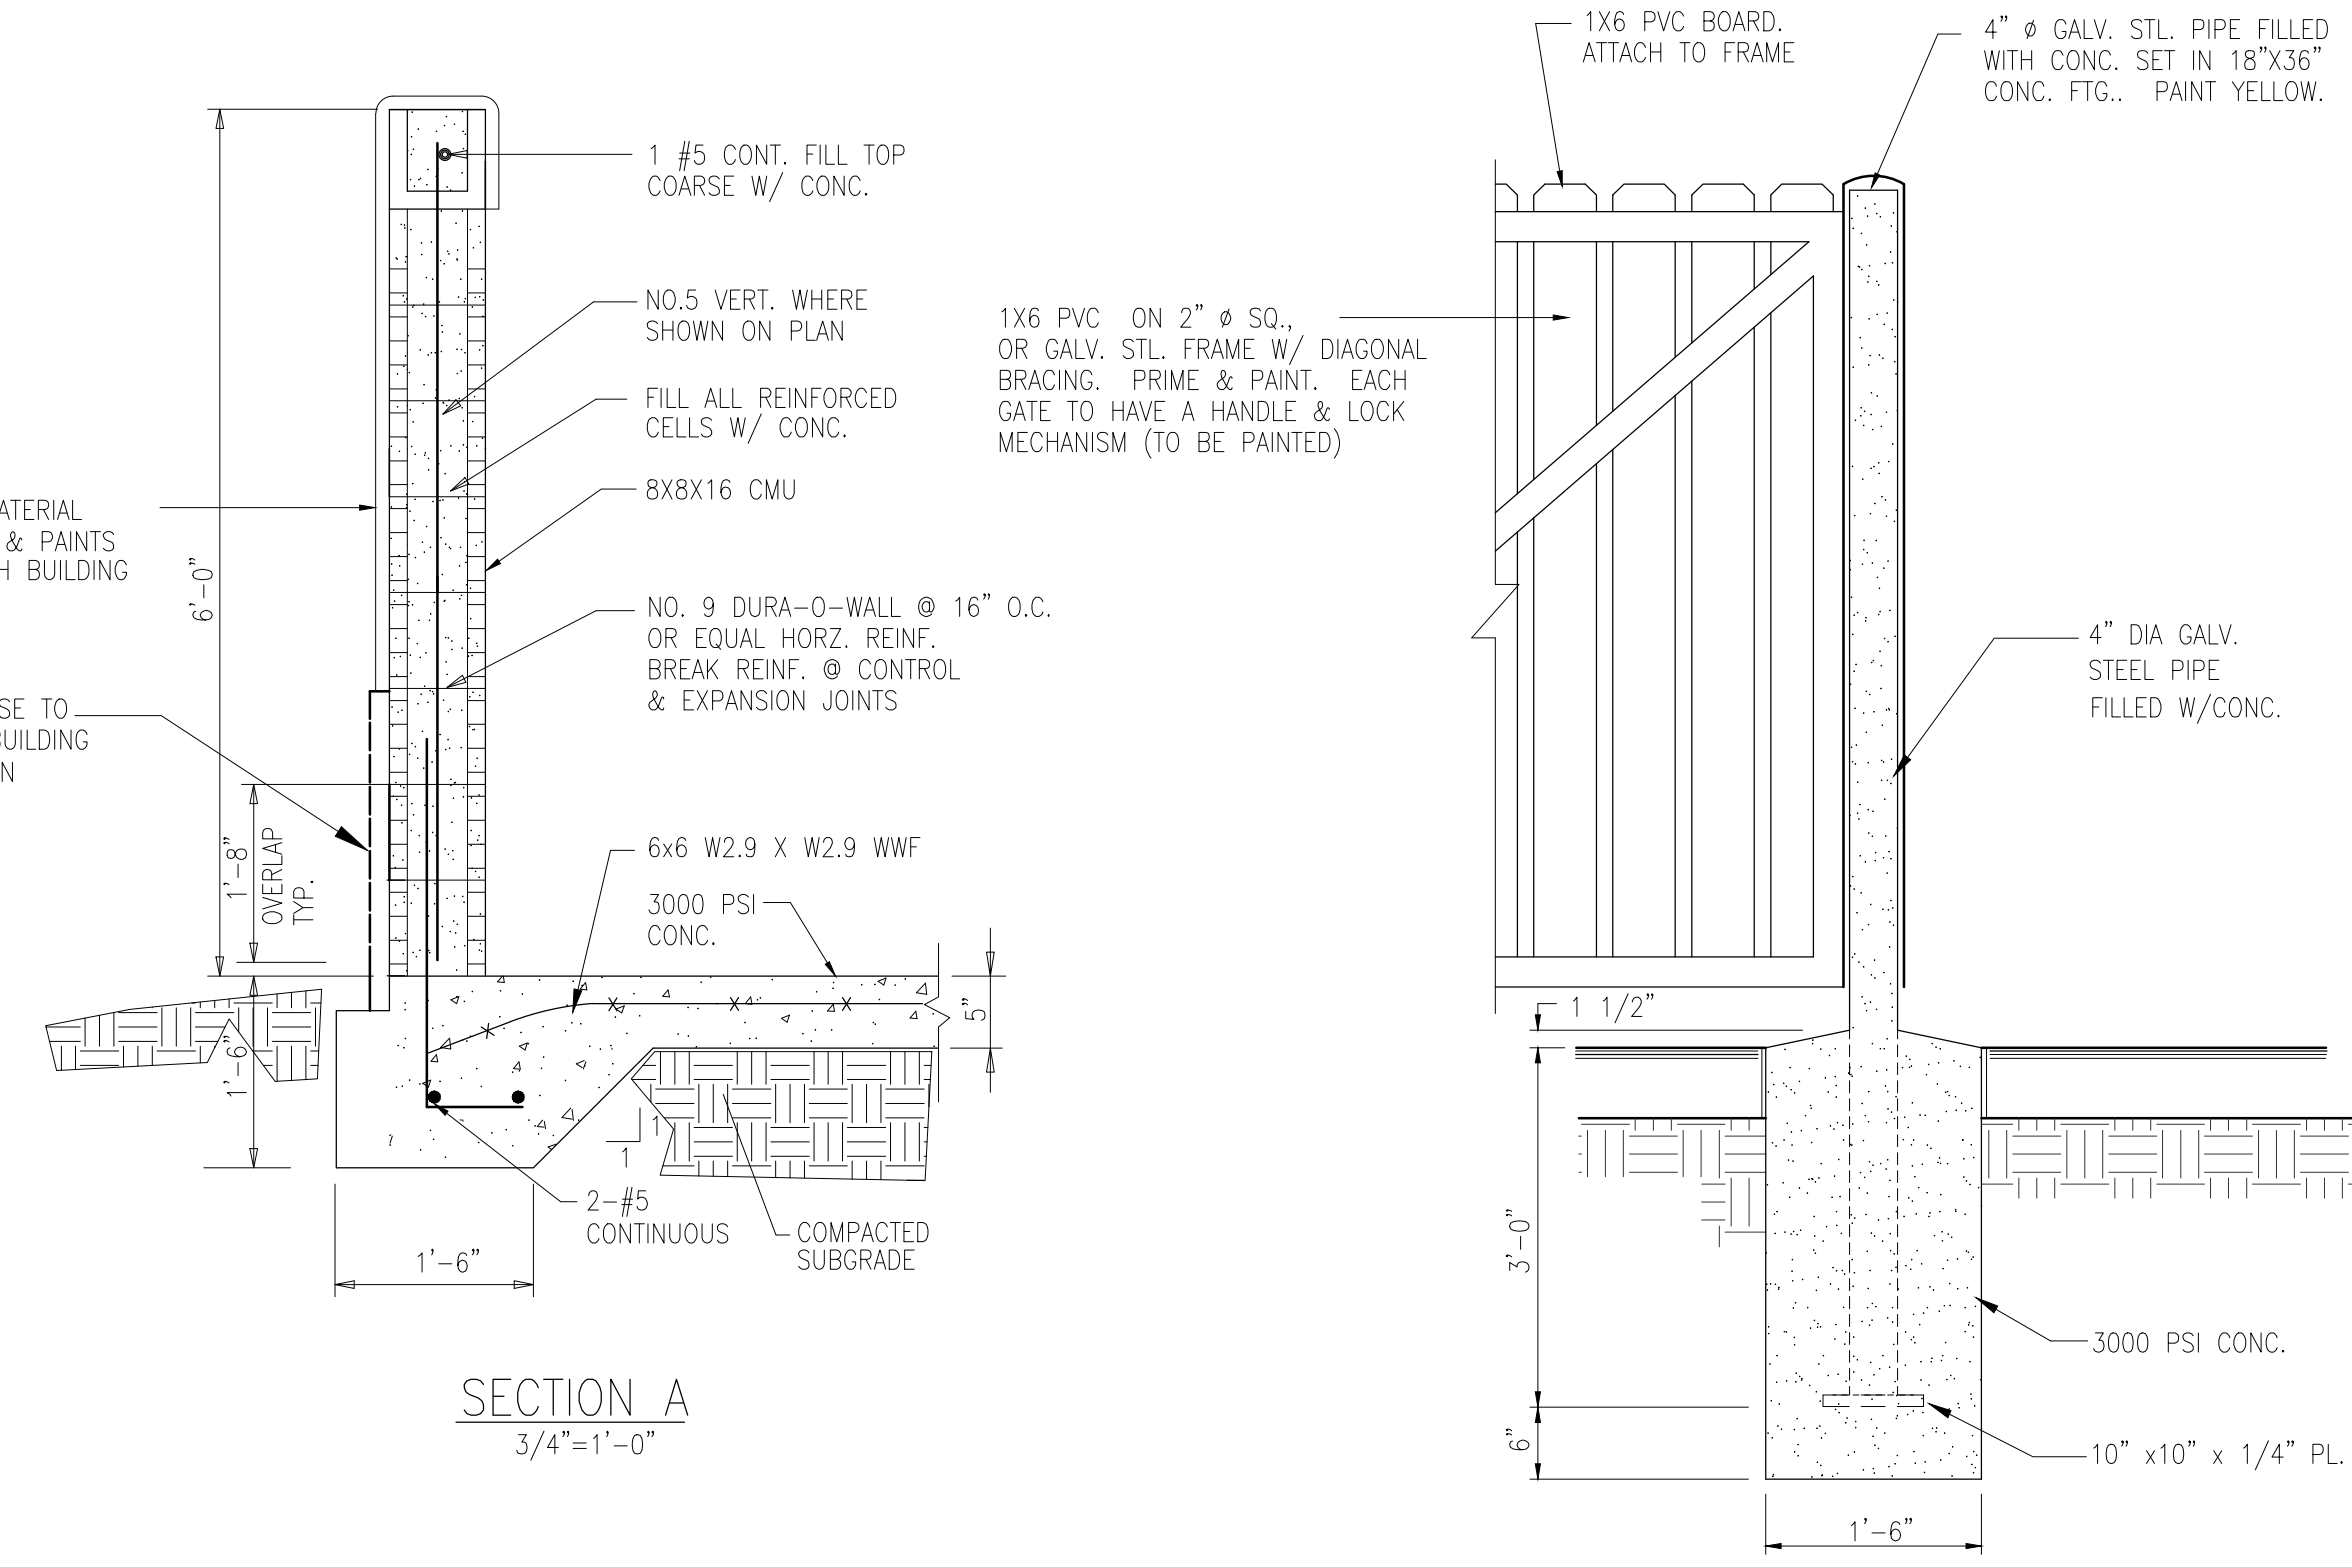 1 #5 CONT. FILL TOP
COARSE W/ CONC.
NO.5 VERT. WHERE
SHOWN ON PLAN
FILL ALL REINFORCED
CELLS W/ CONC.
8X8X16 CMU
& PAINTS
BUILDING
6'-0"
NO. 9 DURA-O-WALL @ 16" O.C.
OR EQUAL HORZ. REINF.
BREAK REINF. @ CONTROL
& EXPANSION JOINTS
TO
BUILDING
1'-8"
OVERLAP
TYP.
6x6 W2.9 X W2.9 WWF
3000 PSI
CONC.
5"
1'-6"
1
1
2-#5
CONTINUOUS
COMPACTED
SUBGRADE
1'-6"
SECTION A
3/4"=1'-0"
1X6 PVC BOARD.
ATTACH TO FRAME
4" ø GALV. STL. PIPE FILLED
WITH CONC. SET IN 18"X36"
CONC. FTG.. PAINT YELLOW.
1X6 PVC ON 2" ø SQ.,
OR GALV. STL. FRAME W/ DIAGONAL
BRACING. PRIME & PAINT. EACH
GATE TO HAVE A HANDLE & LOCK
MECHANISM (TO BE PAINTED)
4" DIA GALV.
STEEL PIPE
FILLED W/CONC.
1 1/2"
3'-0"
6"
3000 PSI CONC.
10" x10" x 1/4" PL.
1'-6"